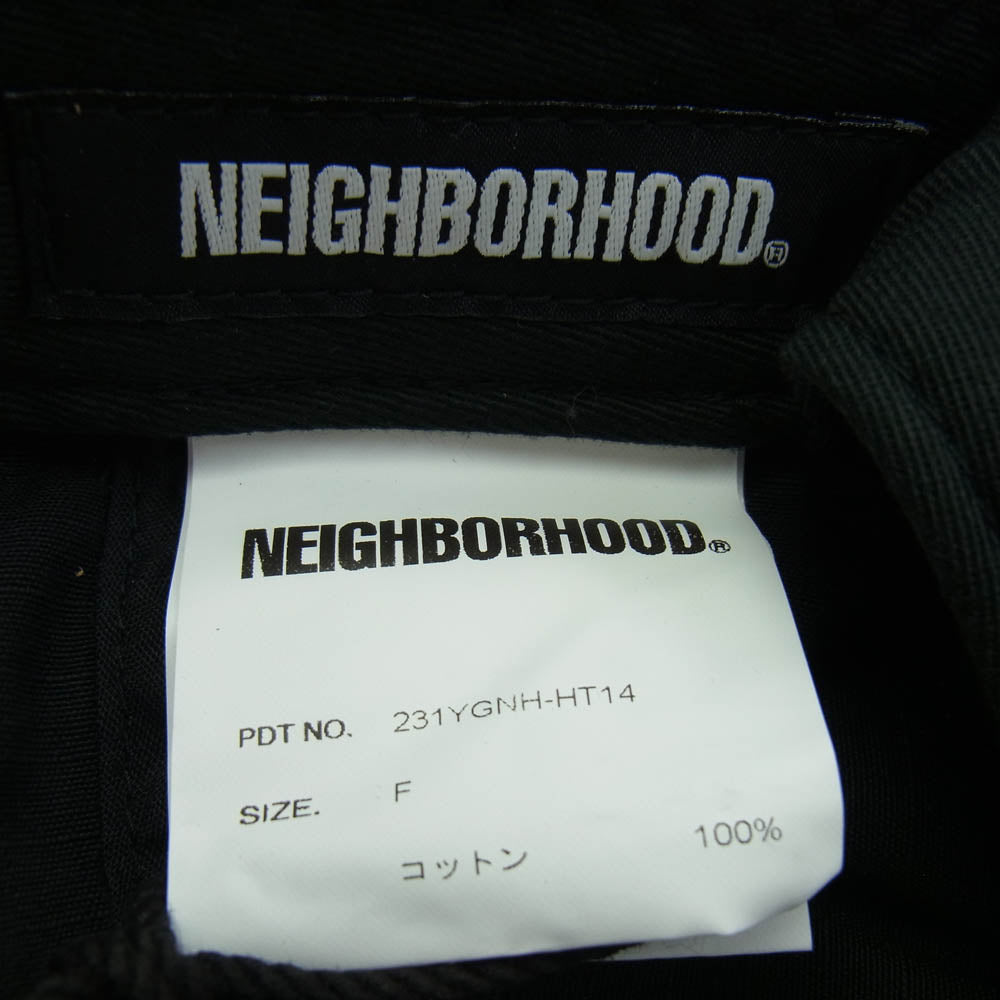 NEIGHBORHOOD®
NEIGHBORHOOD®
PDT NO. 231YGNH-HT14
SIZE. F
コットン 100%